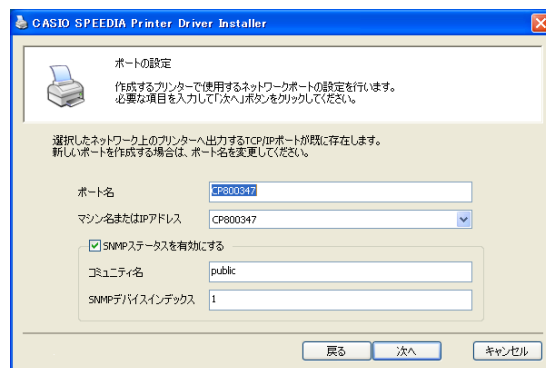 CASIO SPEEDIA Printer Driver Installer
ポートの設定
作成するプリンターで使用するネットワークポートの設定を行います。
必要な項目を入力して「次へ」ボタンをクリックしてください。
選択したネットワーク上のプリンターへ出力するTCP/IPポートが既に存在します。
新しいポートを作成する場合は、ポート名を変更してください。
ポート名
CP800347
マシン名またはIPアドレス
CP800347
SNMPステータスを有効にする
コミュニティ名
public
SNMPデバイスインデックス
1
戻る
次へ
キャンセル